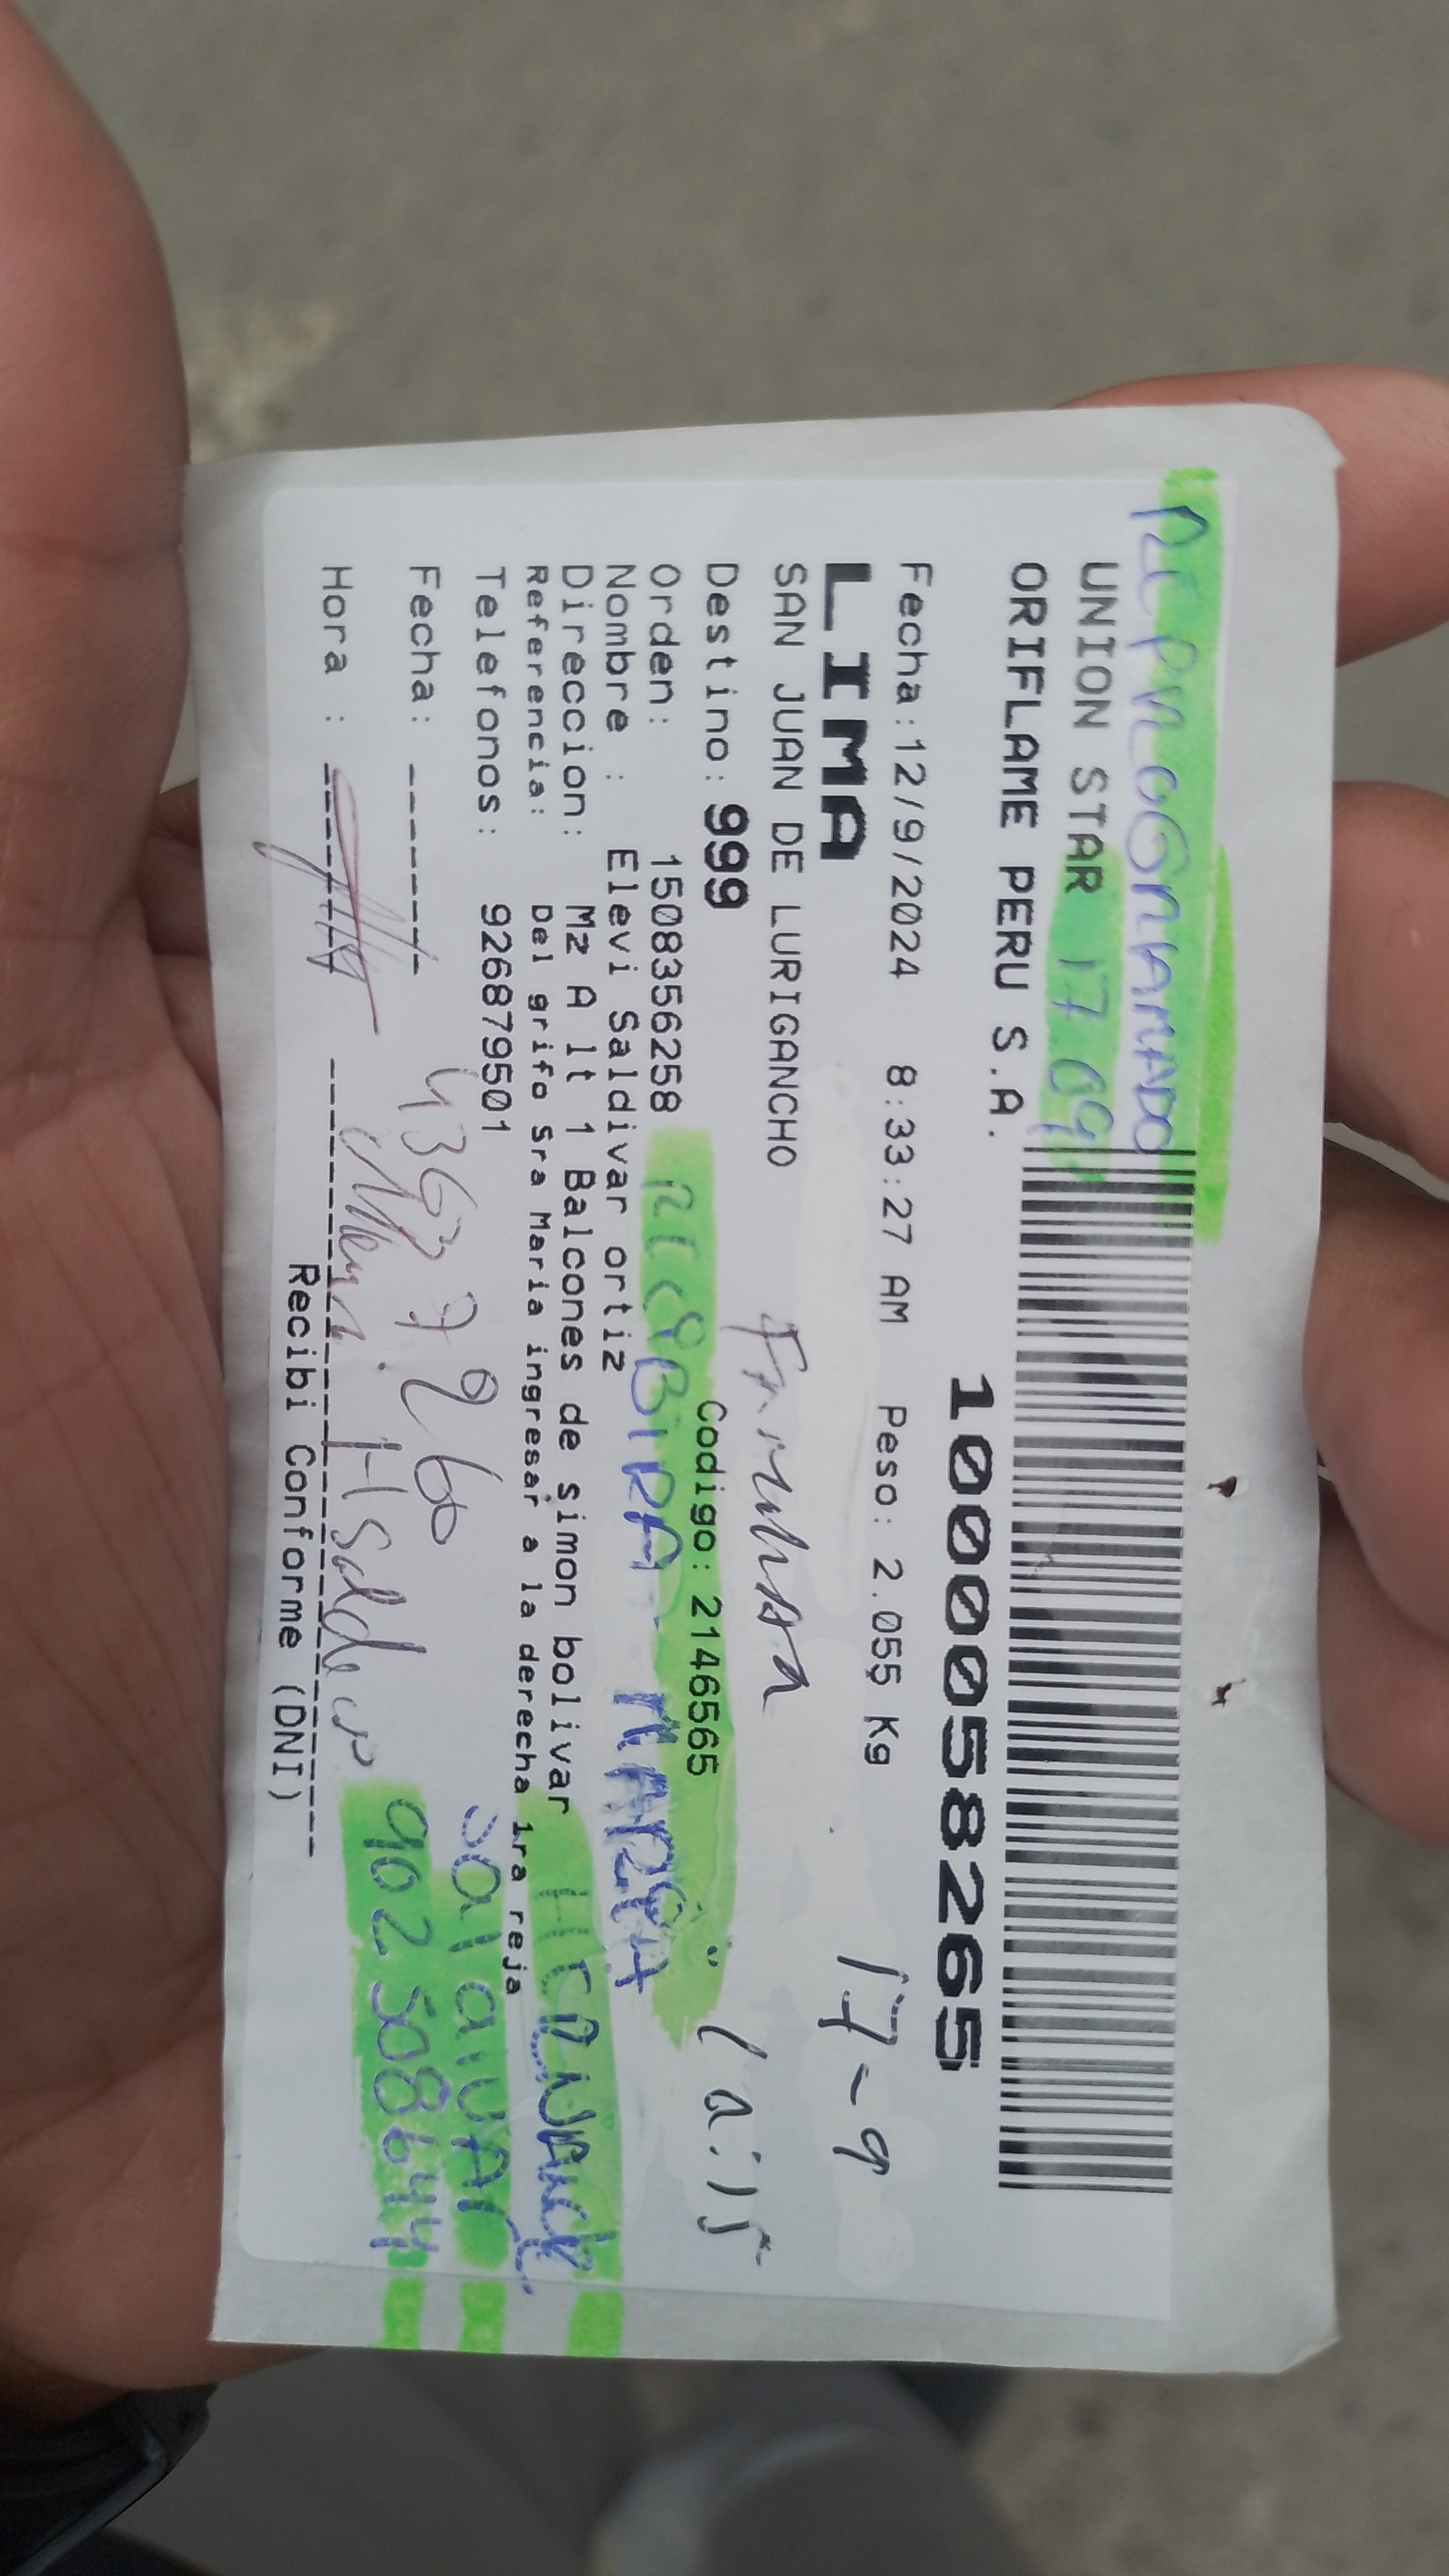 REPROGRAMADO
UNION STAR 17 09
ORIFLAME PERU S.A.
1000058265
Fecha:12/9/2024 8:33:27 AM Peso: 2.055 Kg
LIMA
17-9
SAN JUAN DE LURIGANCHO
Destino: 999 Codigo: 2146565
Orden: 1508356258 RECIBIRA
Nombre : Elevi Saldivar ortiz
Direccion: Mz A lt 1 Balcones de simon bolivar
Referencia: Del grifo Sra Maria ingresar a la derecha 1ra reja
Telefonos: 926879501
Fecha:
902308644
Hora :
Recibi Conforme (DNI)